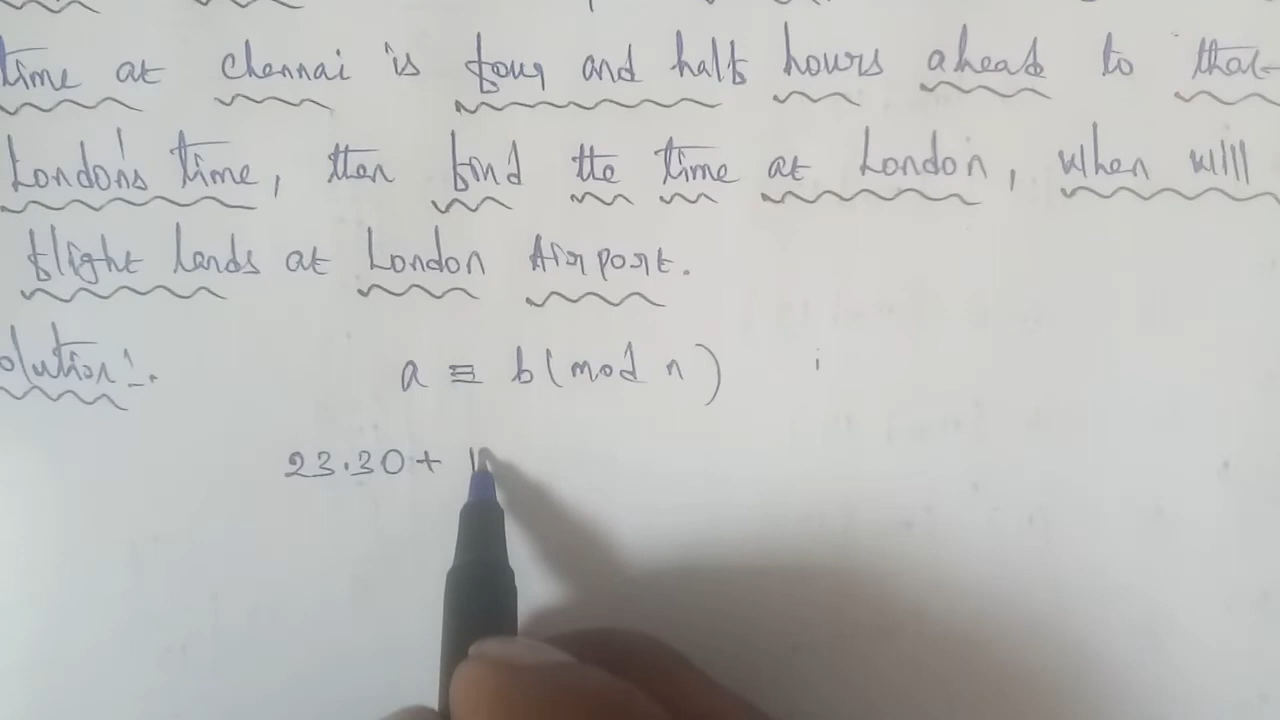 time at chennai is four and half hours ahead to that
London's time, then find the time at London, when will
flight lands at London Airport.
olution:-
a ≡ b (mod n)
23.30 + 1